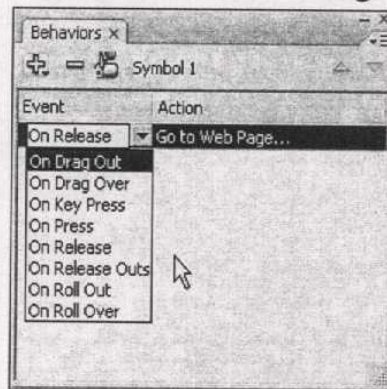 Behaviors ×
Symbol 1
Event Action
On Release Go to Web Page...
On Drag Out
On Drag Over
On Key Press
On Press
On Release
On Release Outs
On Roll Out
On Roll Over